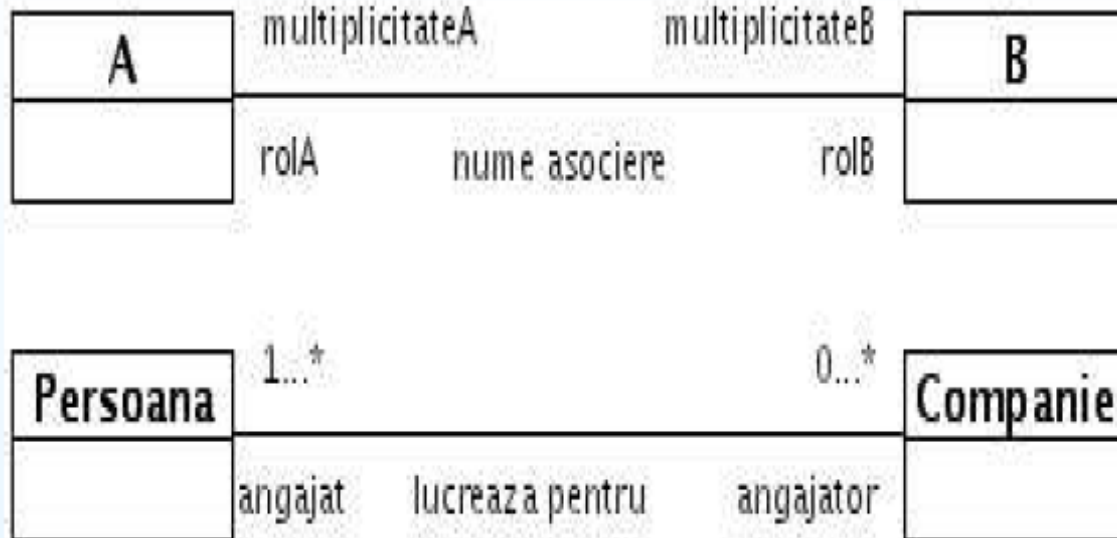 multiplicitateA multiplicitateB
A B
rolA nume asociere rolB
1...* 0...*
Persoana Companie
angajat lucreaza pentru angajator